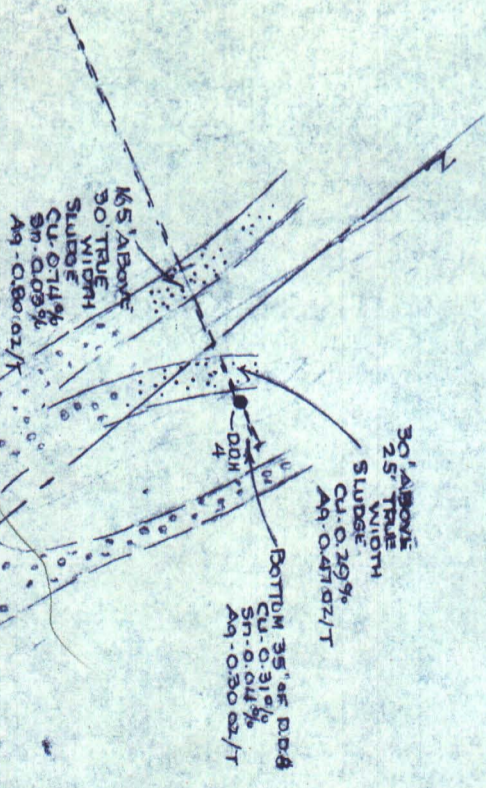 165' ABOVE
30' TRUE
WIDTH
SLUDGE
Cu-0.74%
Sn-0.03%
Ag-0.80 oz/T
30' ABOVE
25' TRUE
WIDTH
SLUDGE
Cu-0.29%
Ag-0.47 oz/T
D.D.H
4
BOTTOM 35' OF D.D.8
Cu-0.31%
Sn-0.04%
Ag-0.30 oz/T
N